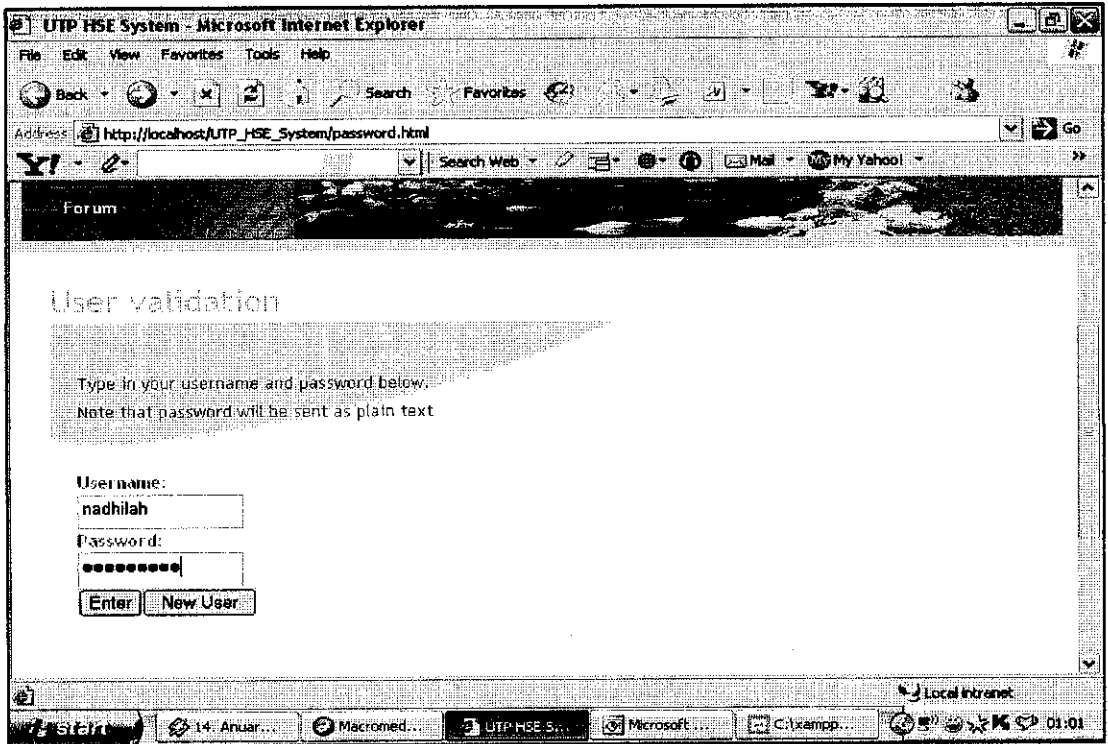 UTP HSE System - Microsoft Internet Explorer
File Edit View Favorites Tools Help
Back Search Favorites
Address http://localhost/UTP_HSE_System/password.html Go
Y! Search Web Mail My Yahoo! »
Forum
User validation
Type in your username and password below.
Note that password will be sent as plain text
Username:
nadhilah
Password:
•••••••••
Enter New User
Local intranet
start 14. Anuar... Macromed... UTP HSE S... Microsoft ... C:\xampp... 01:01